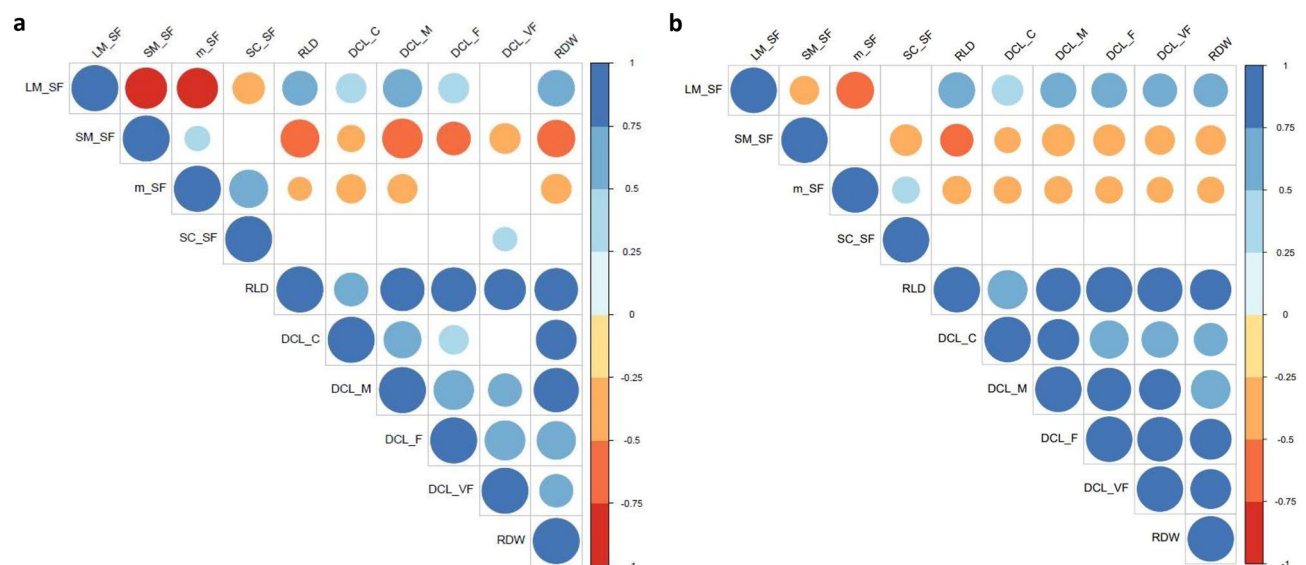 a
LM_SF SM_SF m_SF SC_SF RLD DCL_C DCL_M DCL_F DCL_VF RDW
LM_SF
SM_SF
m_SF
SC_SF
RLD
DCL_C
DCL_M
DCL_F
DCL_VF
RDW
1
0.75
0.5
0.25
0
-0.25
-0.5
-0.75
-1
b
LM_SF SM_SF m_SF SC_SF RLD DCL_C DCL_M DCL_F DCL_VF RDW
LM_SF
SM_SF
m_SF
SC_SF
RLD
DCL_C
DCL_M
DCL_F
DCL_VF
RDW
1
0.75
0.5
0.25
0
-0.25
-0.5
-0.75
-1